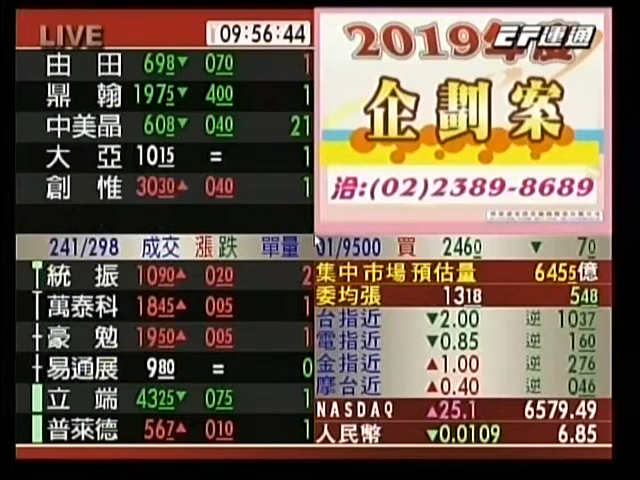 LIVE 09:56:44
由田 698▼ 070 1
鼎翰 1975▼ 400 1
中美晶 608▼ 040 21
大亞 1015 = 1
創惟 3030▲ 040 1
2019年度 EF建通
企劃案
洽:(02)2389-8689
241/298 成交 漲跌 單量
統振 1090▲ 020 2
萬泰科 1845▲ 005 1
豪勉 1950▲ 005 1
易通展 980 = 0
立端 4325▼ 075 1
普萊德 567▲ 010 1
01/9500 買 2460 ▼ 70
集中市場預估量 6455億
委均張 1318 548
台指近 ▼2.00 逆 1037
電指近 ▼0.85 逆 160
金指近 ▲1.00 逆 276
摩台近 ▲0.40 逆 046
NASDAQ ▲25.1 6579.49
人民幣 ▼0.0109 6.85